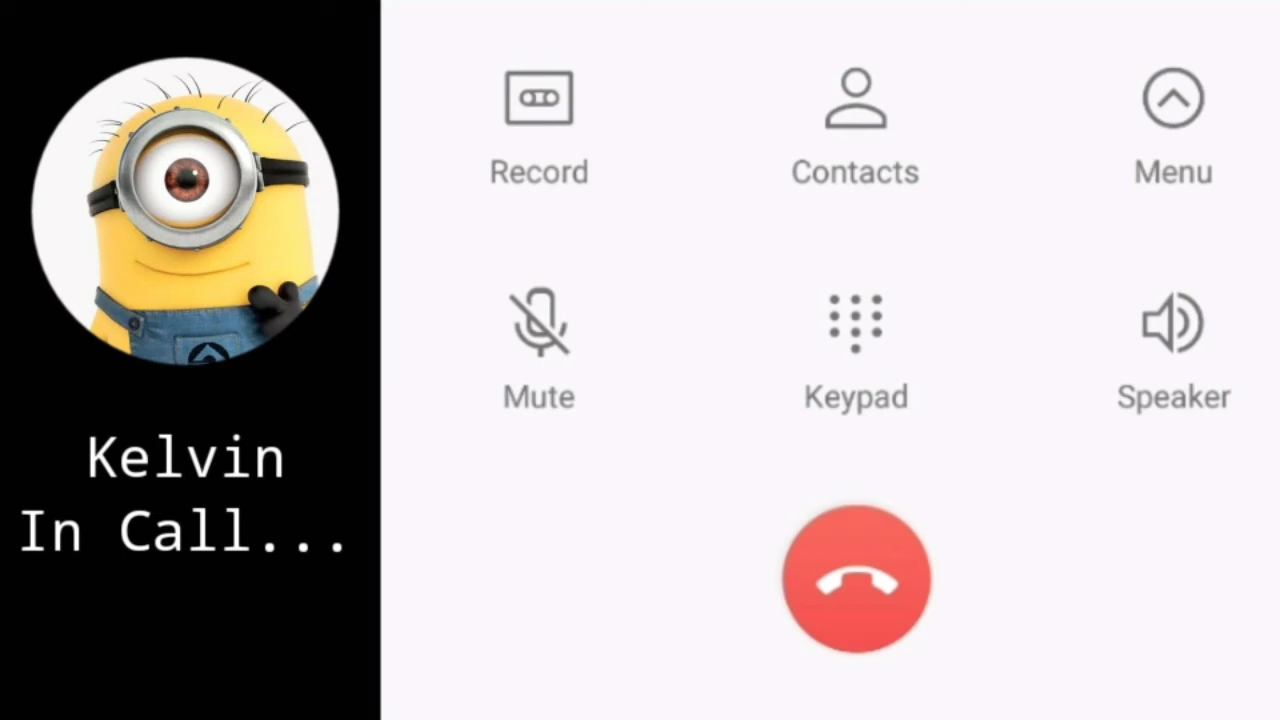 Kelvin
In Call...
Record
Contacts
Menu
Mute
Keypad
Speaker